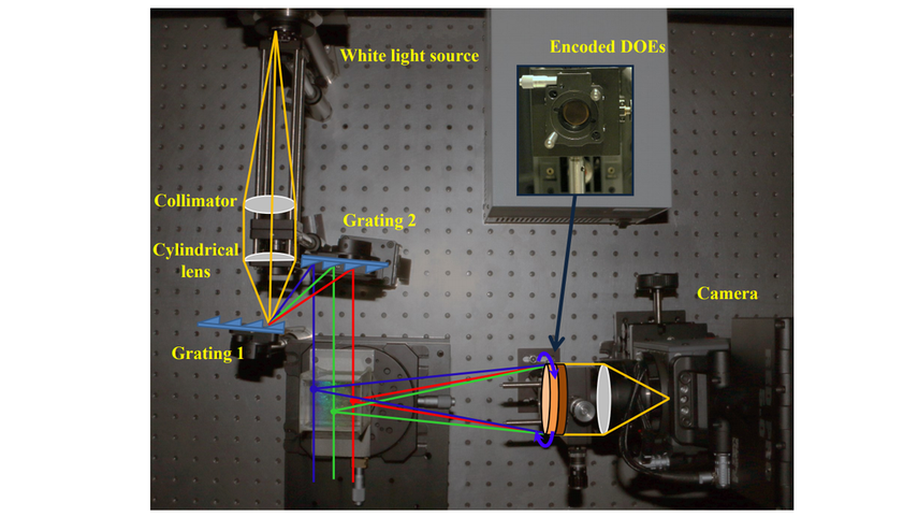 White light source
Encoded DOEs
Collimator
Grating 2
Cylindrical
lens
Camera
Grating 1